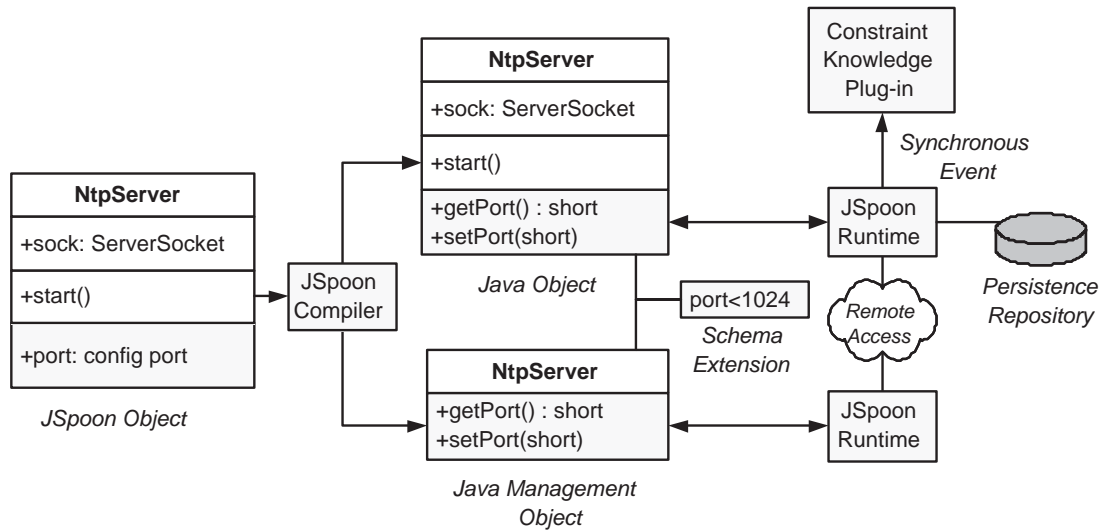 NtpServer
+sock: ServerSocket
+start()
+port: config port
JSpoon Object
JSpoon
Compiler
NtpServer
+sock: ServerSocket
+start()
+getPort() : short
+setPort(short)
Java Object
port<1024
Schema
Extension
NtpServer
+getPort() : short
+setPort(short)
Java Management
Object
Constraint
Knowledge
Plug-in
Synchronous
Event
JSpoon
Runtime
Persistence
Repository
Remote
Access
JSpoon
Runtime